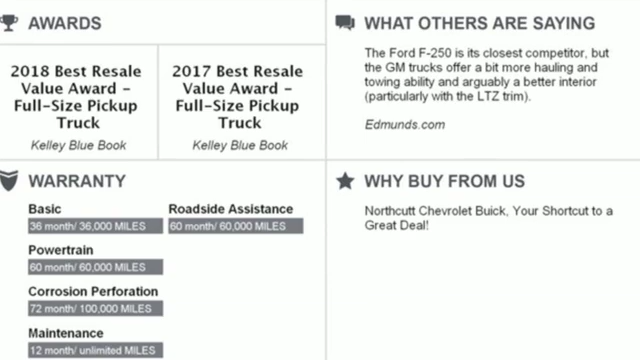 AWARDS
2018 Best Resale
Value Award –
Full-Size Pickup
Truck
Kelley Blue Book
2017 Best Resale
Value Award –
Full-Size Pickup
Truck
Kelley Blue Book
WHAT OTHERS ARE SAYING
The Ford F-250 is its closest competitor, but
the GM trucks offer a bit more hauling and
towing ability and arguably a better interior
(particularly with the LTZ trim).
Edmunds.com
WARRANTY
Basic
36 month/ 36,000 MILES
Roadside Assistance
60 month/ 60,000 MILES
Powertrain
60 month/ 60,000 MILES
Corrosion Perforation
72 month/ 100,000 MILES
Maintenance
12 month/ unlimited MILES
WHY BUY FROM US
Northcutt Chevrolet Buick, Your Shortcut to a
Great Deal!